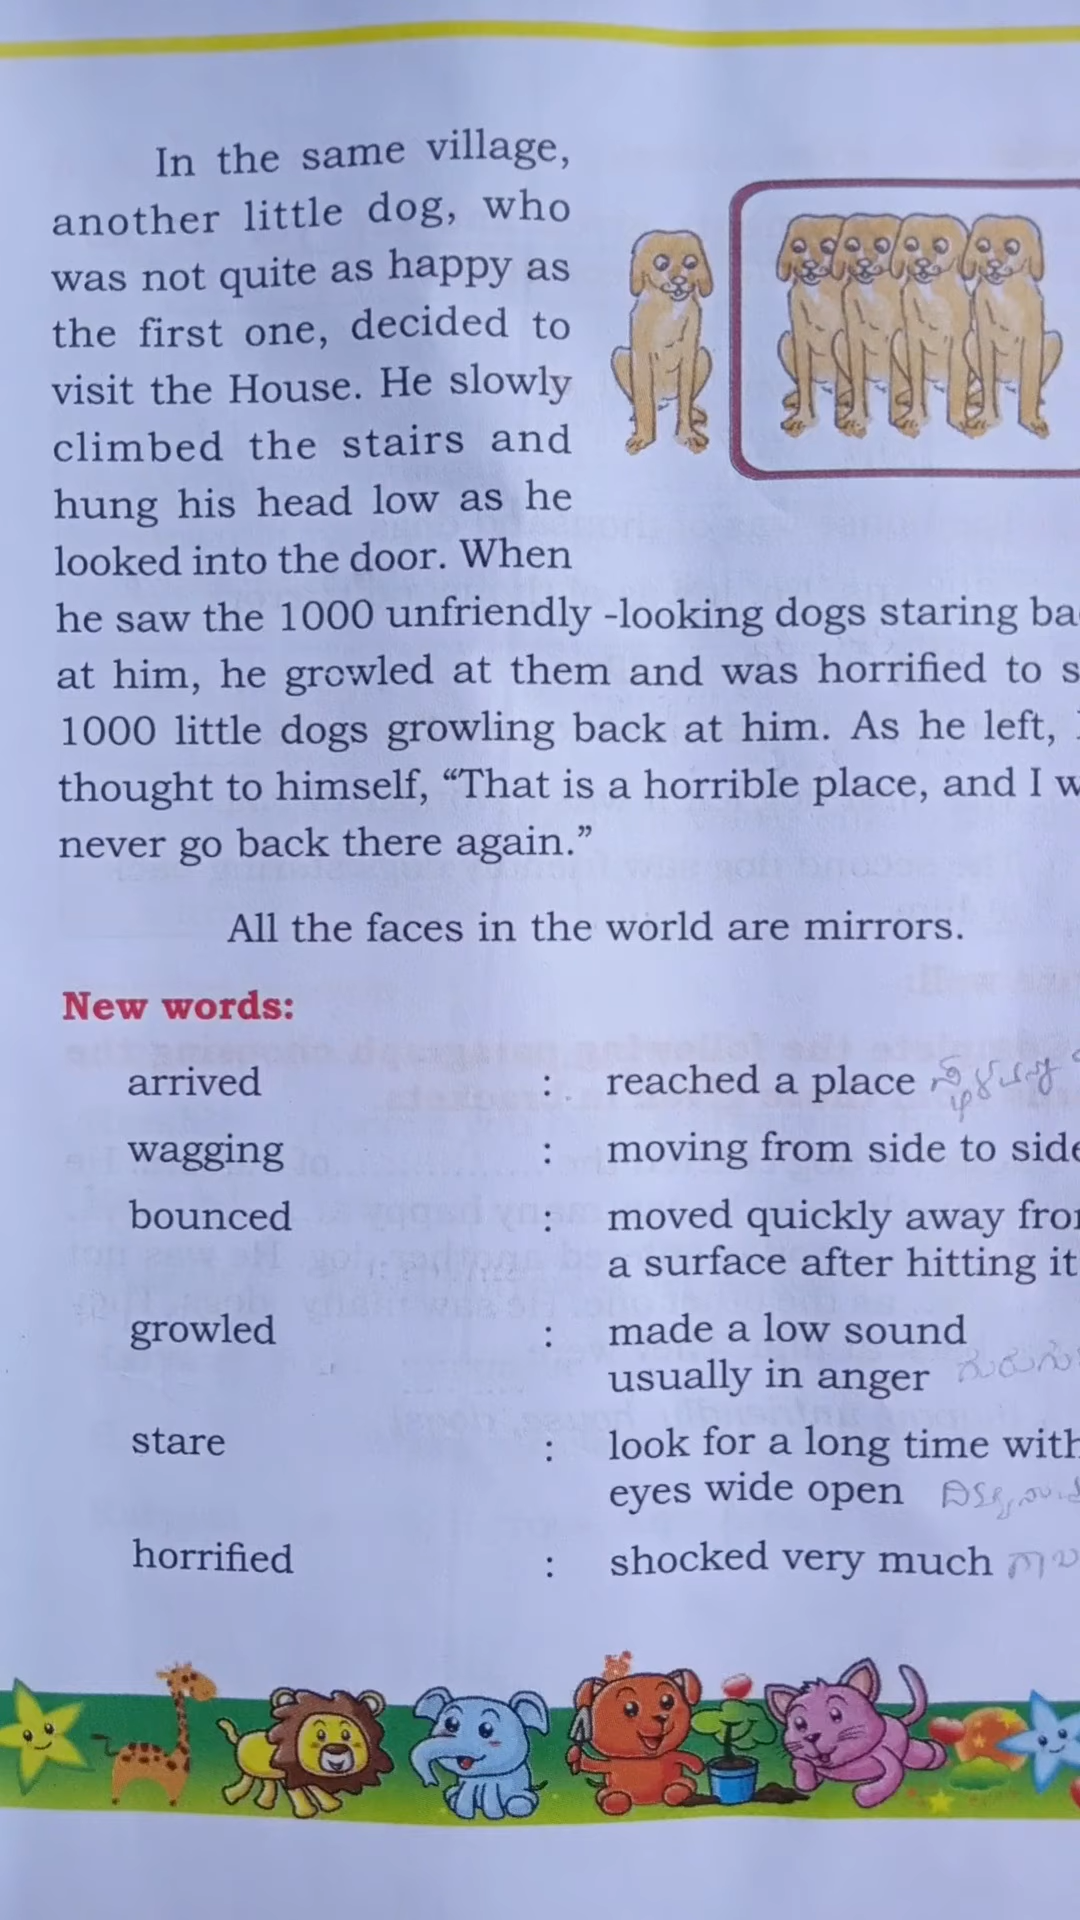 In the same village,
another little dog, who
was not quite as happy as
the first one, decided to
visit the House. He slowly
climbed the stairs and
hung his head low as he
looked into the door. When
he saw the 1000 unfriendly -looking dogs staring
at him, he growled at them and was horrified to
1000 little dogs growling back at him. As he left,
thought to himself, “That is a horrible place, and I
never go back there again.”
All the faces in the world are mirrors.
New words:
arrived : reached a place
wagging : moving from side to side
bounced : moved quickly away from
a surface after hitting it
growled : made a low sound
usually in anger
stare : look for a long time with
eyes wide open
horrified : shocked very much